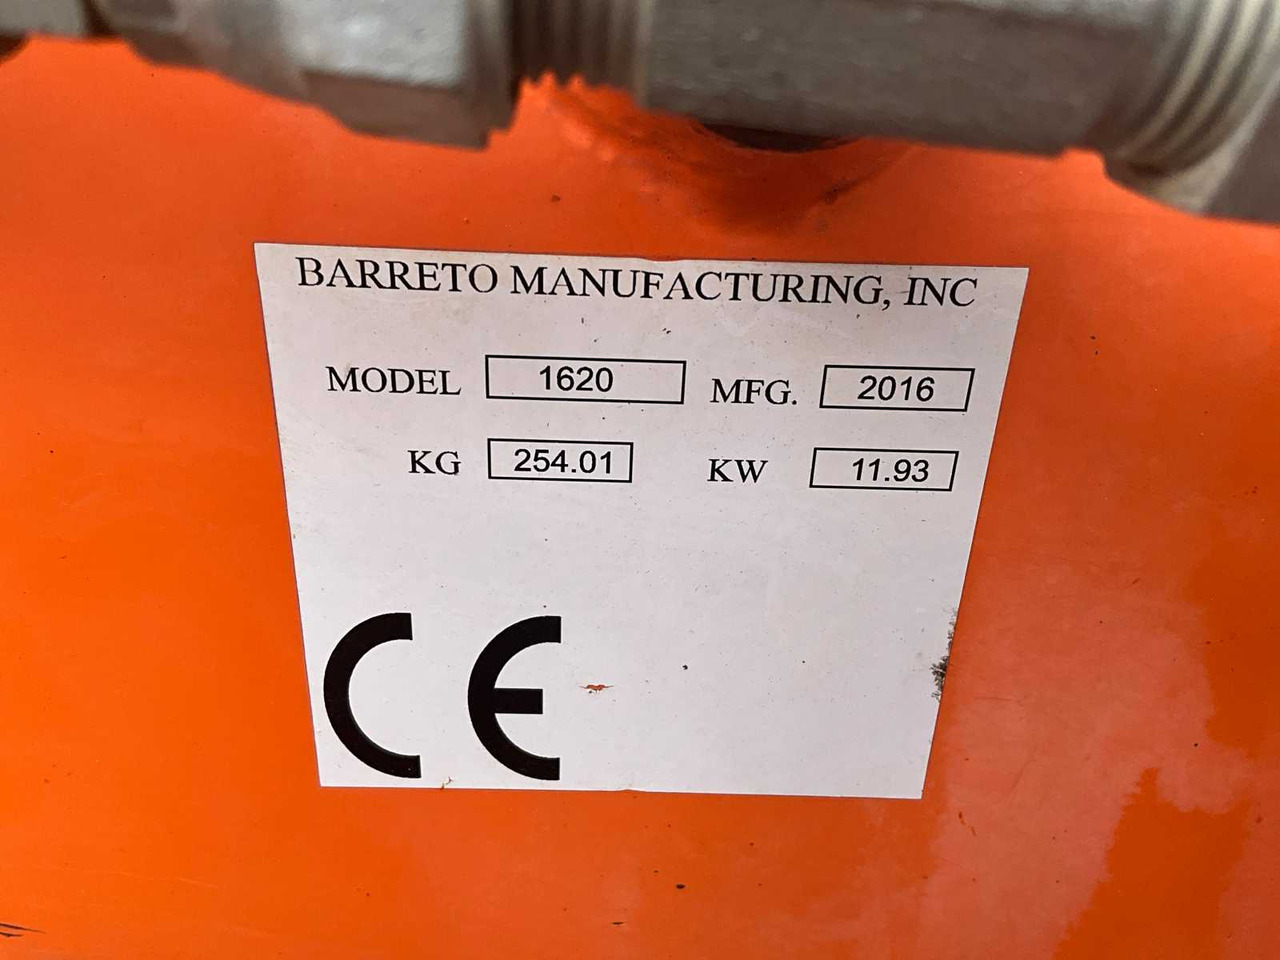 BARRETO MANUFACTURING, INC
MODEL 1620 MFG. 2016
KG 254.01 KW 11.93
CE